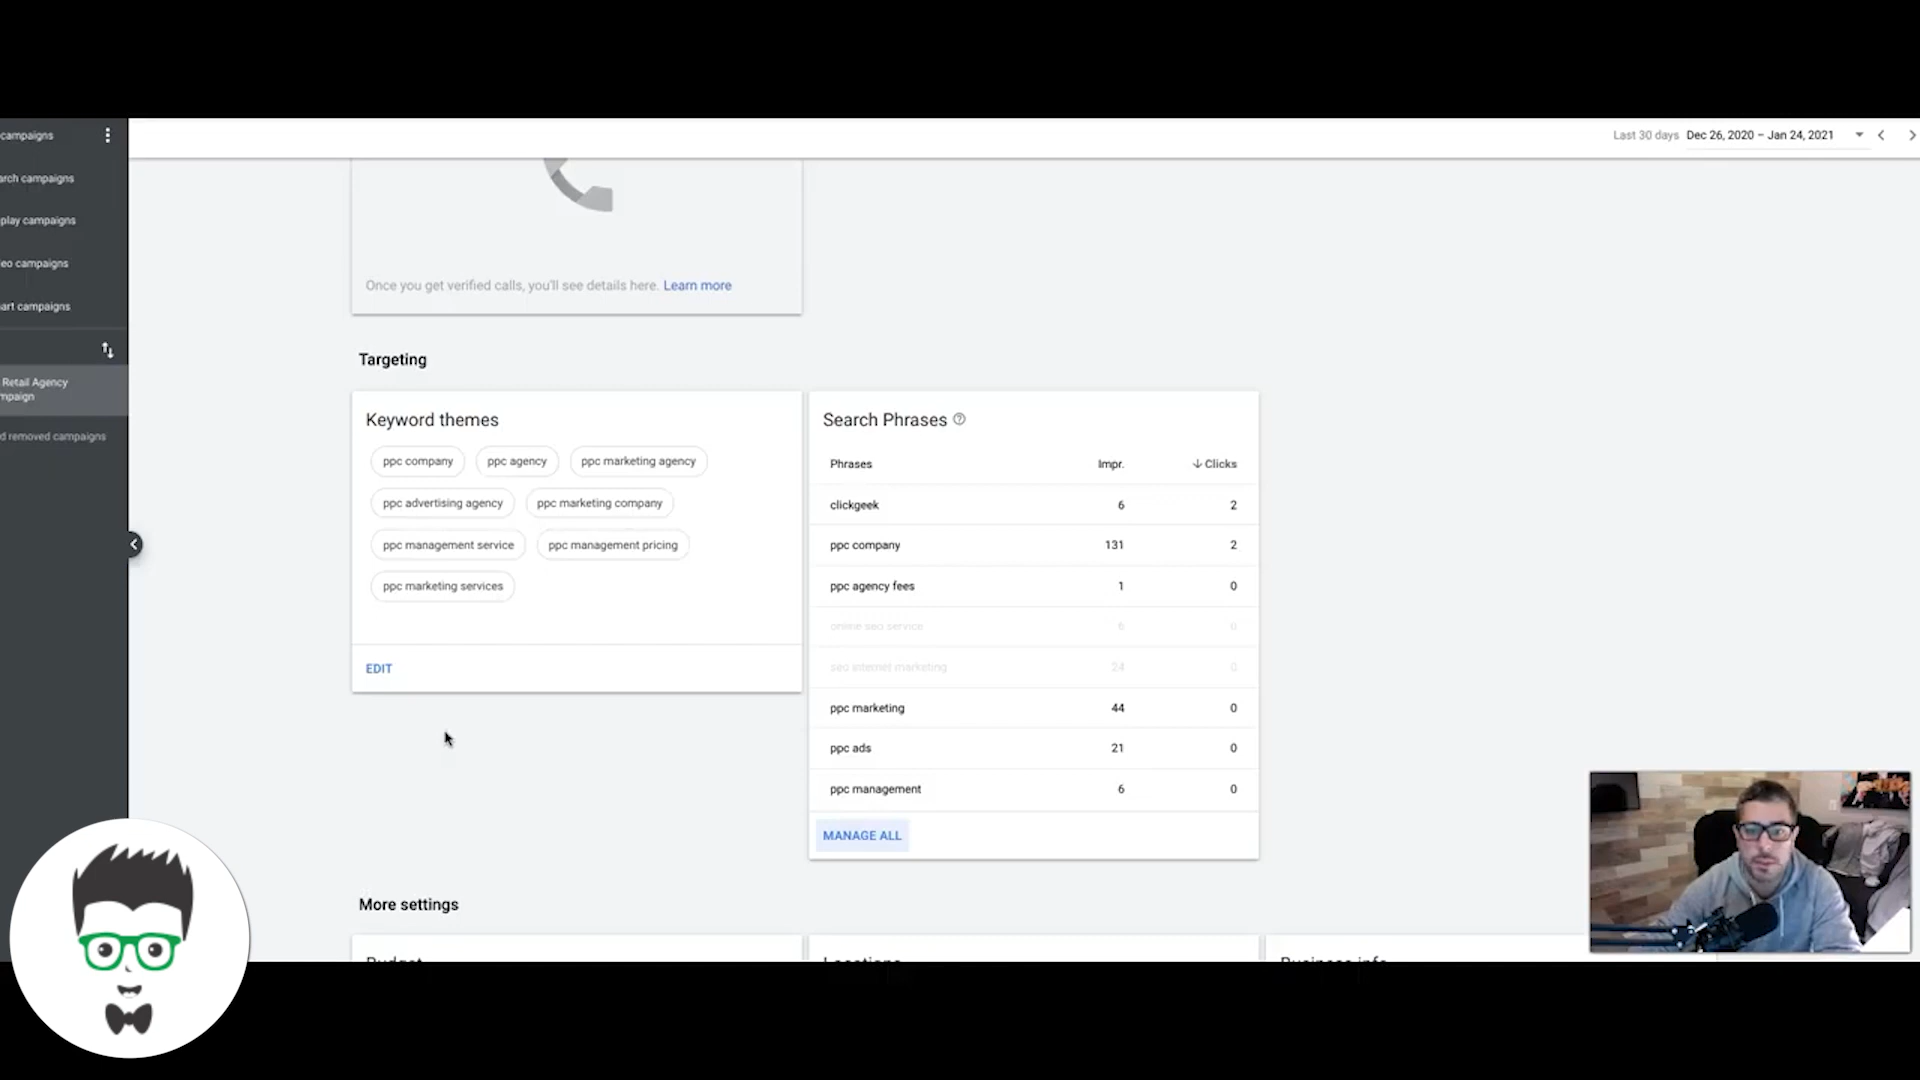 campaigns
Last 30 days Dec 26, 2020 – Jan 24, 2021
arch campaigns
play campaigns
eo campaigns
Once you get verified calls, you'll see details here. Learn more
art campaigns
Targeting
Retail Agency
mpaign
d removed campaigns
Keyword themes
ppc company ppc agency ppc marketing agency
ppc advertising agency ppc marketing company
ppc management service ppc management pricing
ppc marketing services
EDIT
Search Phrases
Phrases Impr. Clicks
clickgeek 6 2
ppc company 131 2
ppc agency fees 1 0
online seo service 6 0
seo internet marketing 24 0
ppc marketing 44 0
ppc ads 21 0
ppc management 6 0
MANAGE ALL
More settings
Budget Locations Business info